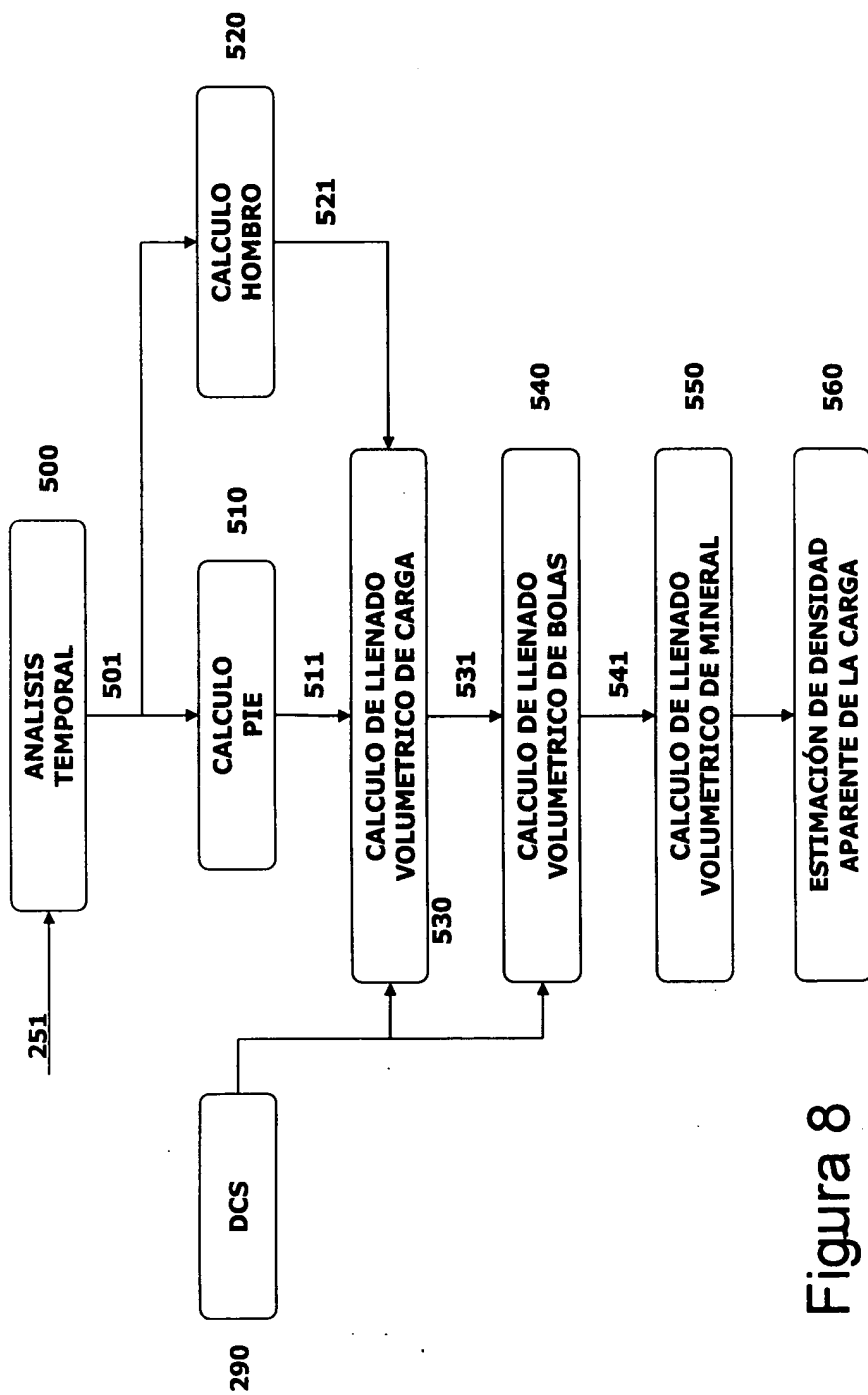 251
ANALISIS
TEMPORAL
500
501
CALCULO
PIE
510
511
CALCULO
HOMBRO
520
521
DCS
290
CALCULO DE LLENADO
VOLUMETRICO DE CARGA
530
531
CALCULO DE LLENADO
VOLUMETRICO DE BOLAS
540
541
CALCULO DE LLENADO
VOLUMETRICO DE MINERAL
550
ESTIMACIÓN DE DENSIDAD
APARENTE DE LA CARGA
560
Figura 8